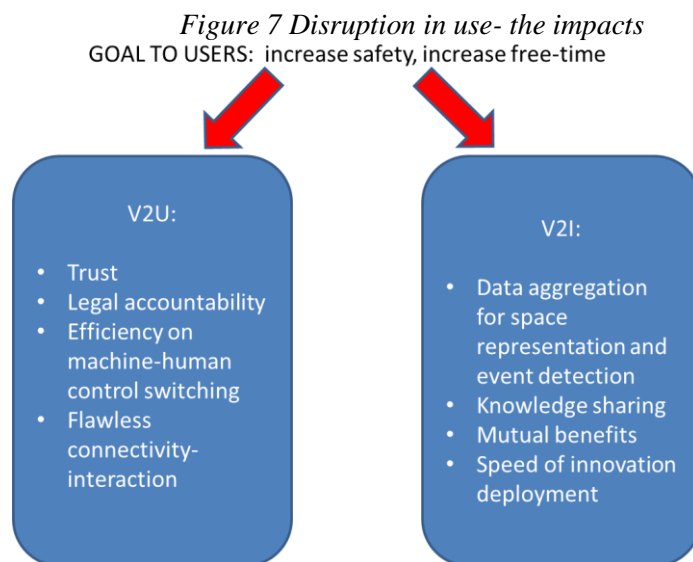 Figure 7 Disruption in use- the impacts
GOAL TO USERS: increase safety, increase free-time
V2U:
• Trust
• Legal accountability
• Efficiency on
machine-human
control switching
• Flawless
connectivity-
interaction
V2I:
• Data aggregation
for space
representation and
event detection
• Knowledge sharing
• Mutual benefits
• Speed of innovation
deployment